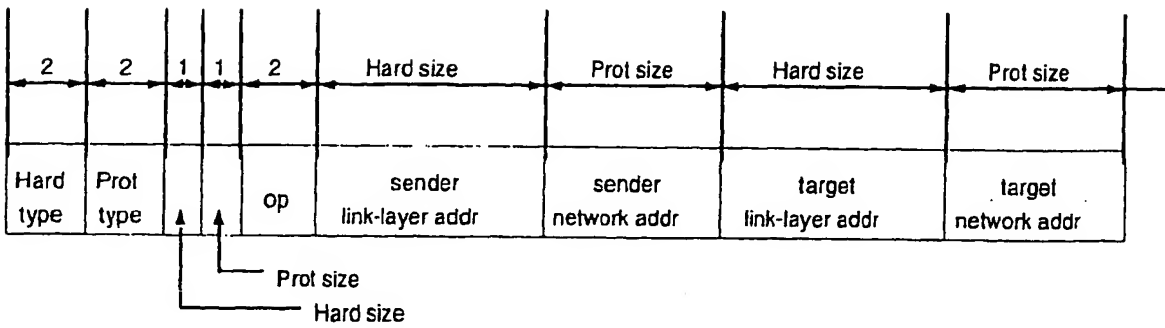 2 2 1 1 2 Hard size Prot size Hard size Prot size
Hard type
Prot type
op
sender link-layer addr
sender network addr
target link-layer addr
target network addr
Prot size
Hard size